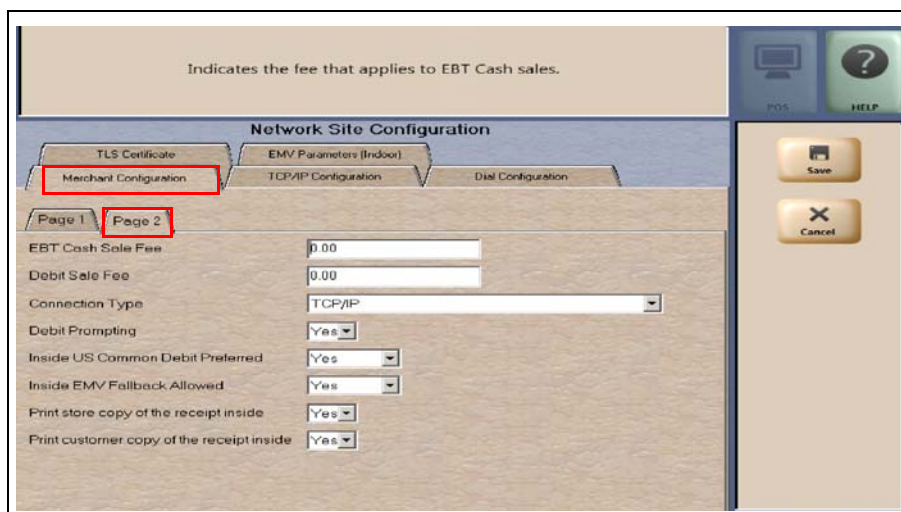 Indicates the fee that applies to EBT Cash sales.
POS
HELP
Network Site Configuration
TLS Certificate
EMV Parameters (Indoor)
Merchant Configuration
TCP/IP Configuration
Dial Configuration
Save
Cancel
Page 1
Page 2
EBT Cash Sale Fee 0.00
Debit Sale Fee 0.00
Connection Type TCP/IP
Debit Prompting Yes
Inside US Common Debit Preferred Yes
Inside EMV Fallback Allowed Yes
Print store copy of the receipt inside Yes
Print customer copy of the receipt inside Yes